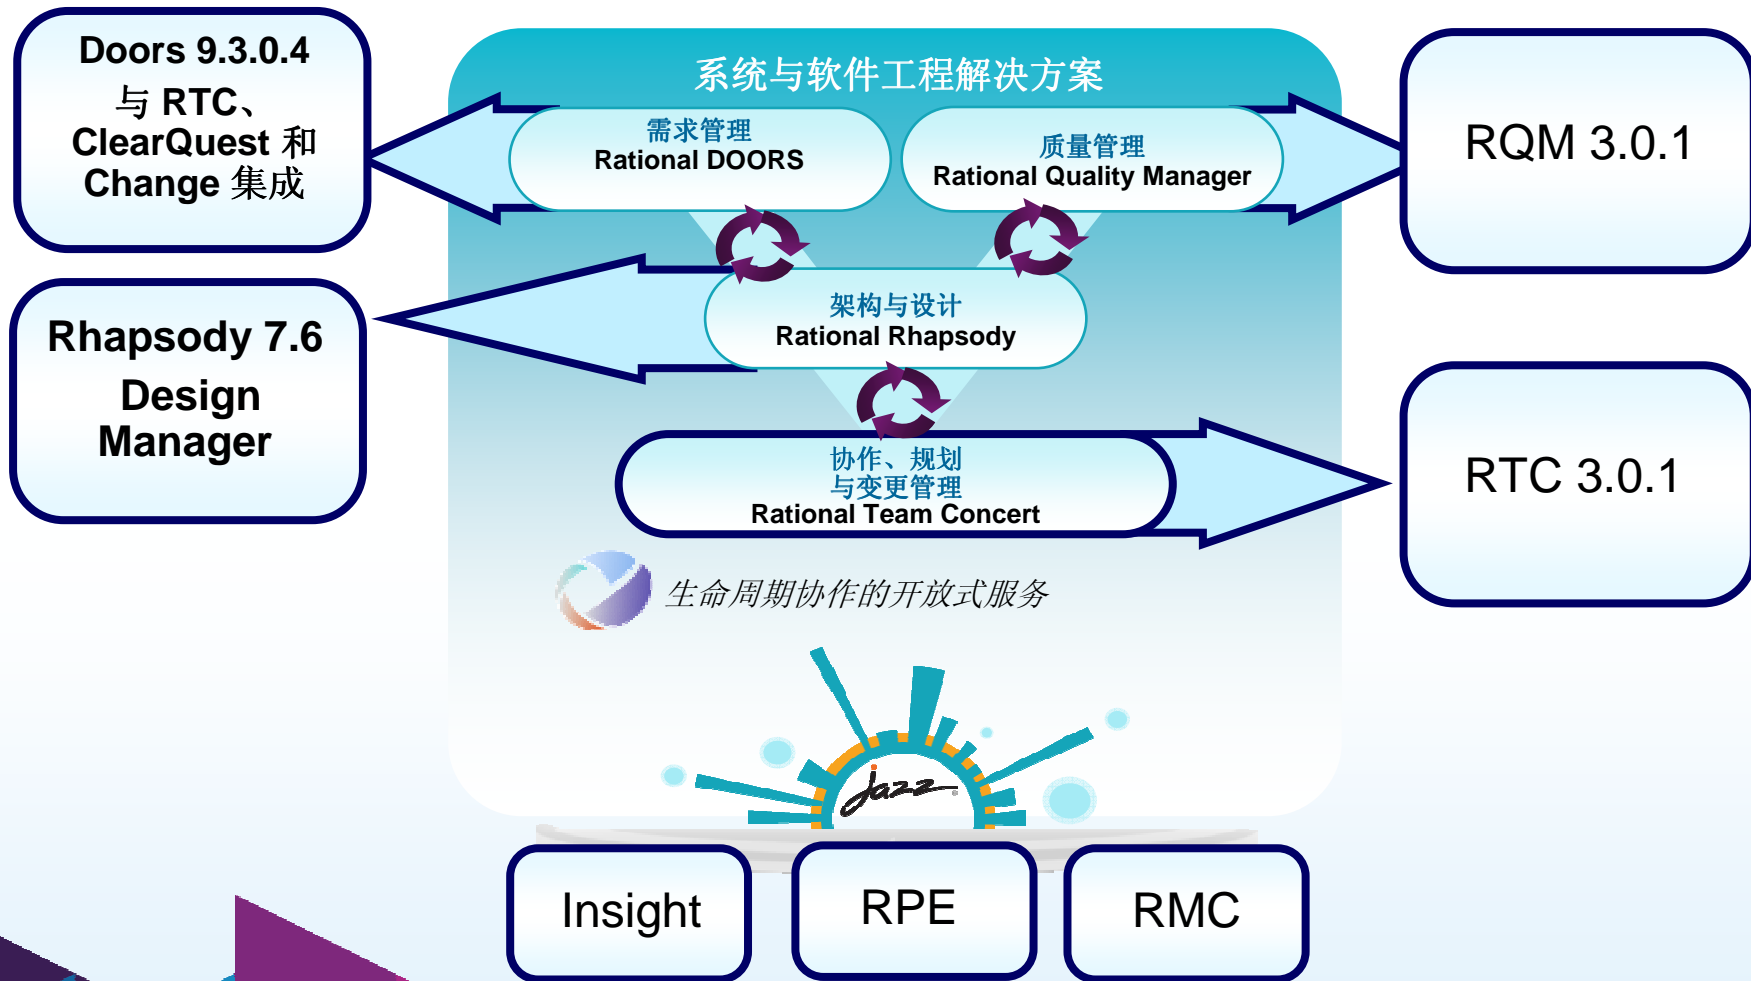 Doors 9.3.0.4
与 RTC、
ClearQuest 和
Change 集成
系统与软件工程解决方案
需求管理
Rational DOORS
质量管理
Rational Quality Manager
RQM 3.0.1
Rhapsody 7.6
Design
Manager
架构与设计
Rational Rhapsody
协作、规划
与变更管理
Rational Team Concert
RTC 3.0.1
生命周期协作的开放式服务
jazz
Insight
RPE
RMC